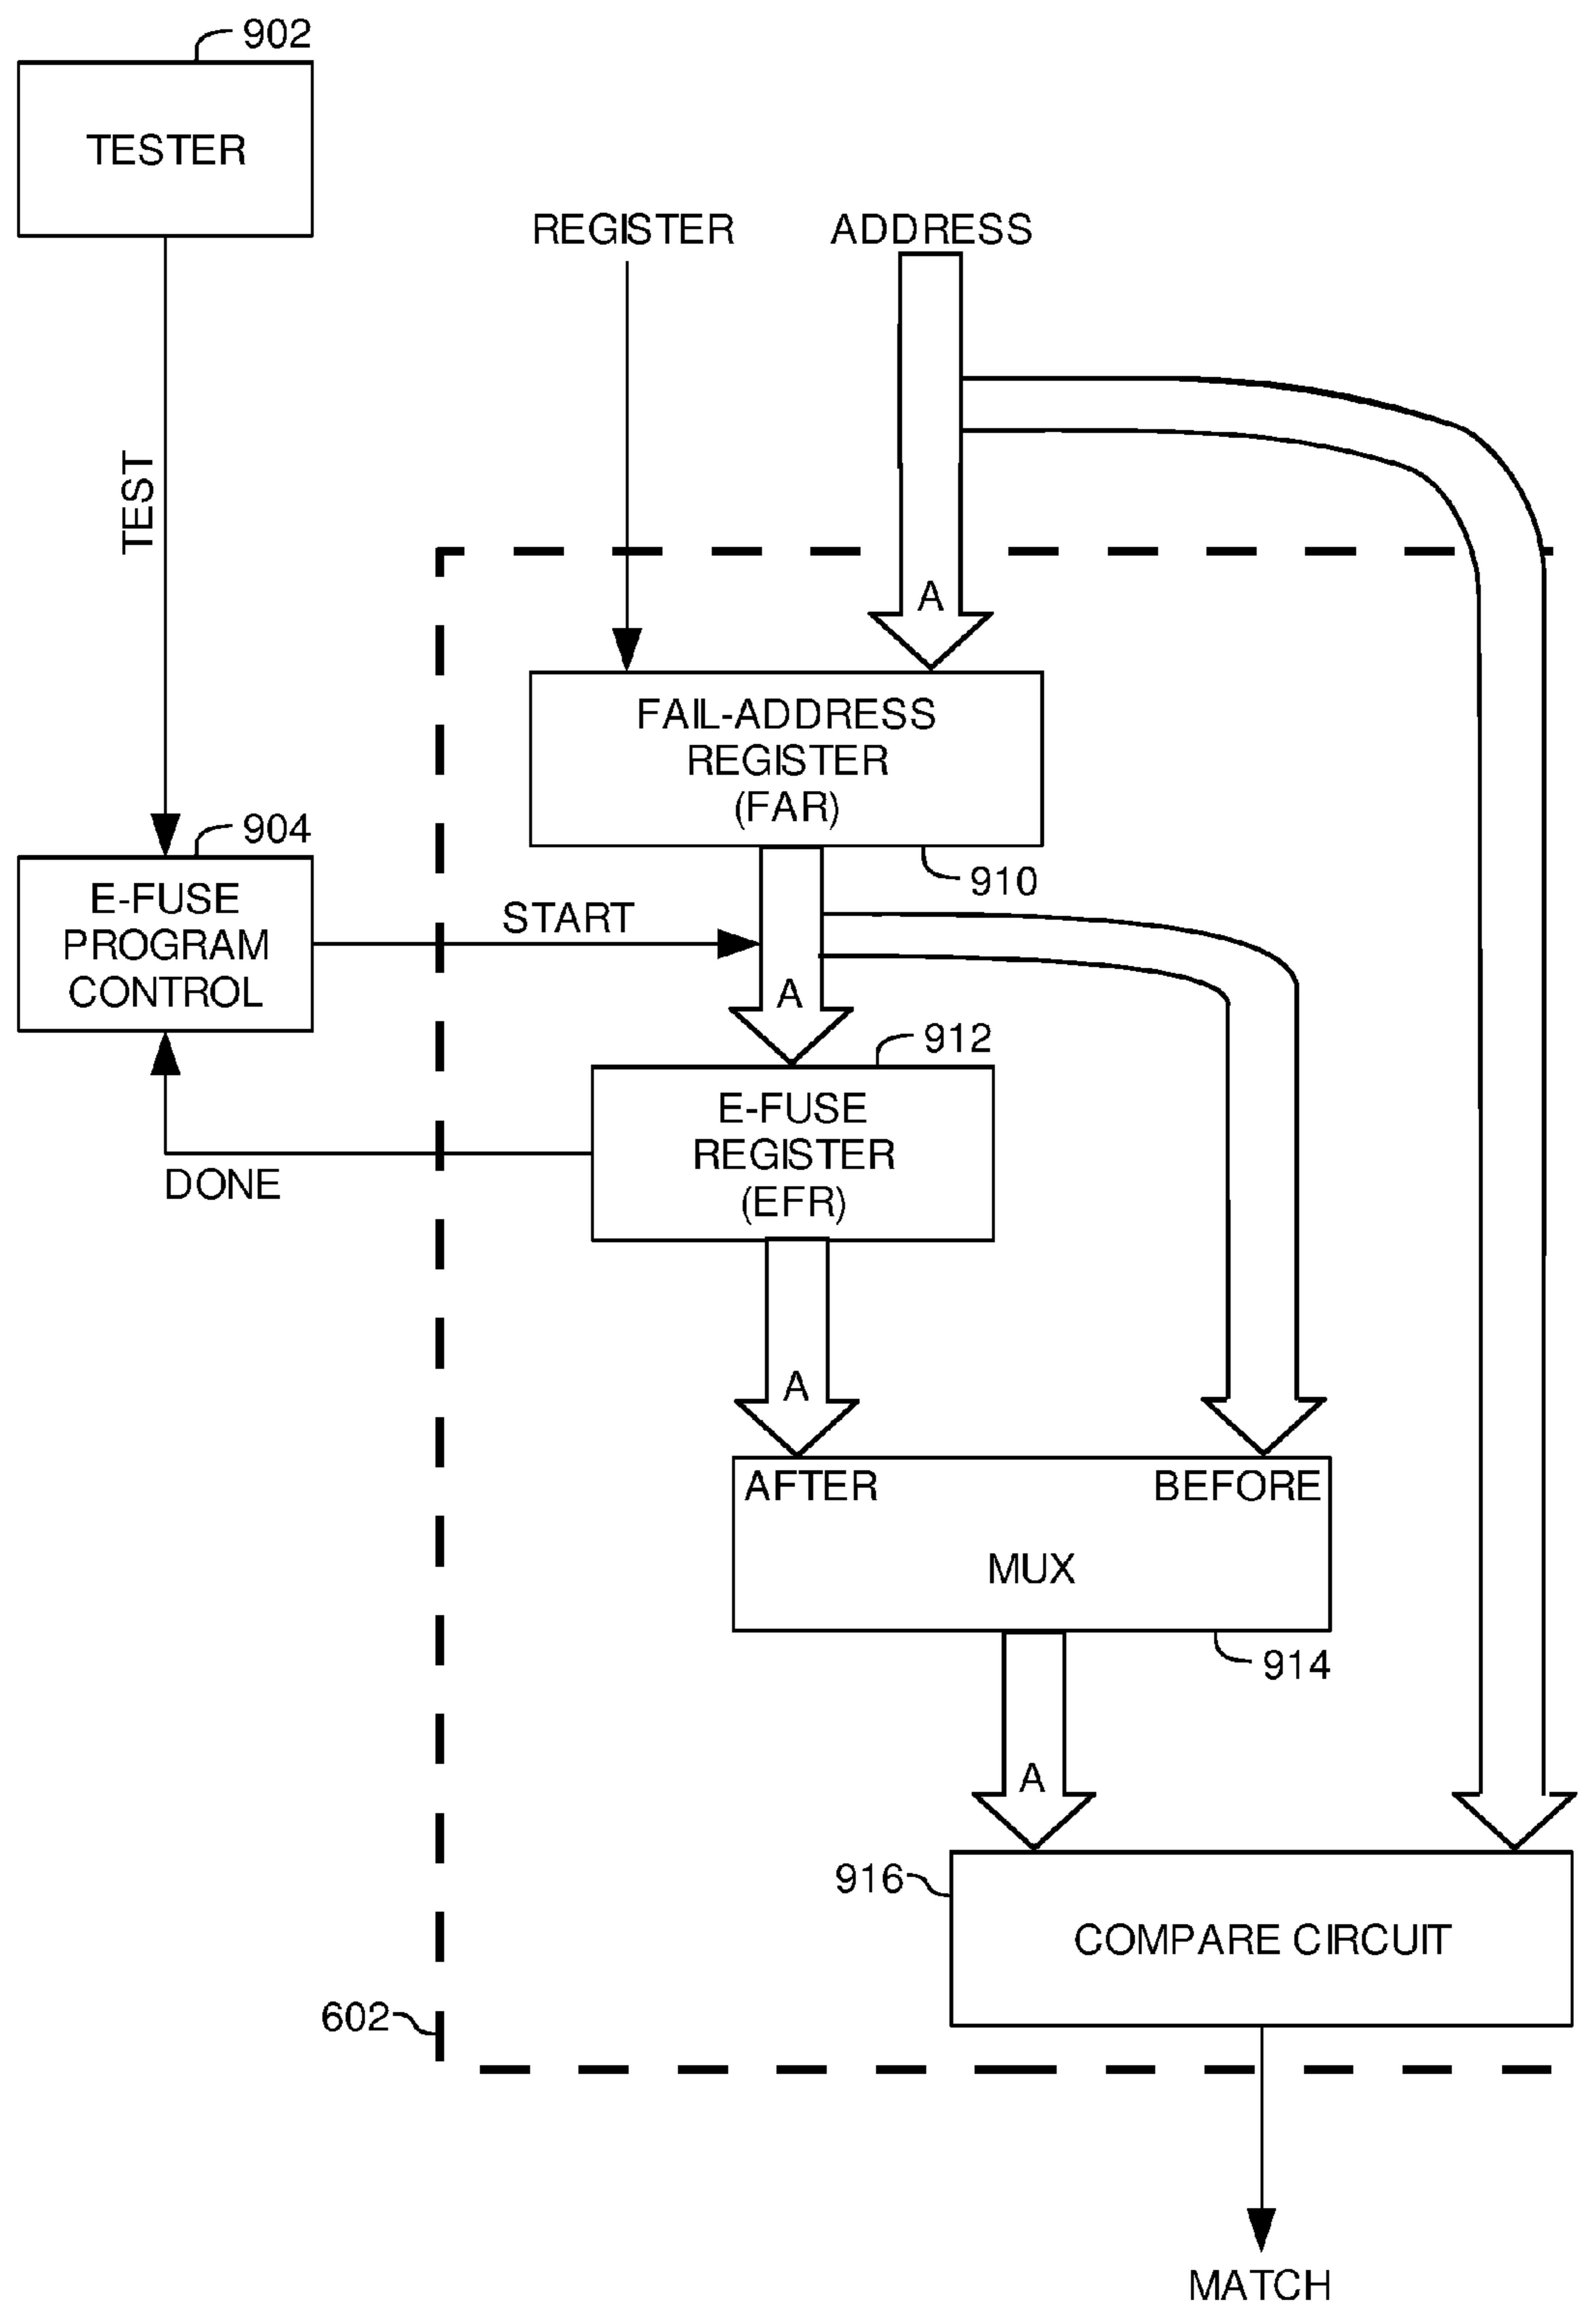 902
TESTER
REGISTER
ADDRESS
TEST
A
FAIL-ADDRESS
REGISTER
(FAR)
904
910
E-FUSE
PROGRAM
CONTROL
START
A
912
E-FUSE
REGISTER
(EFR)
DONE
A
AFTER
BEFORE
MUX
914
A
916
COMPARE CIRCUIT
602
MATCH